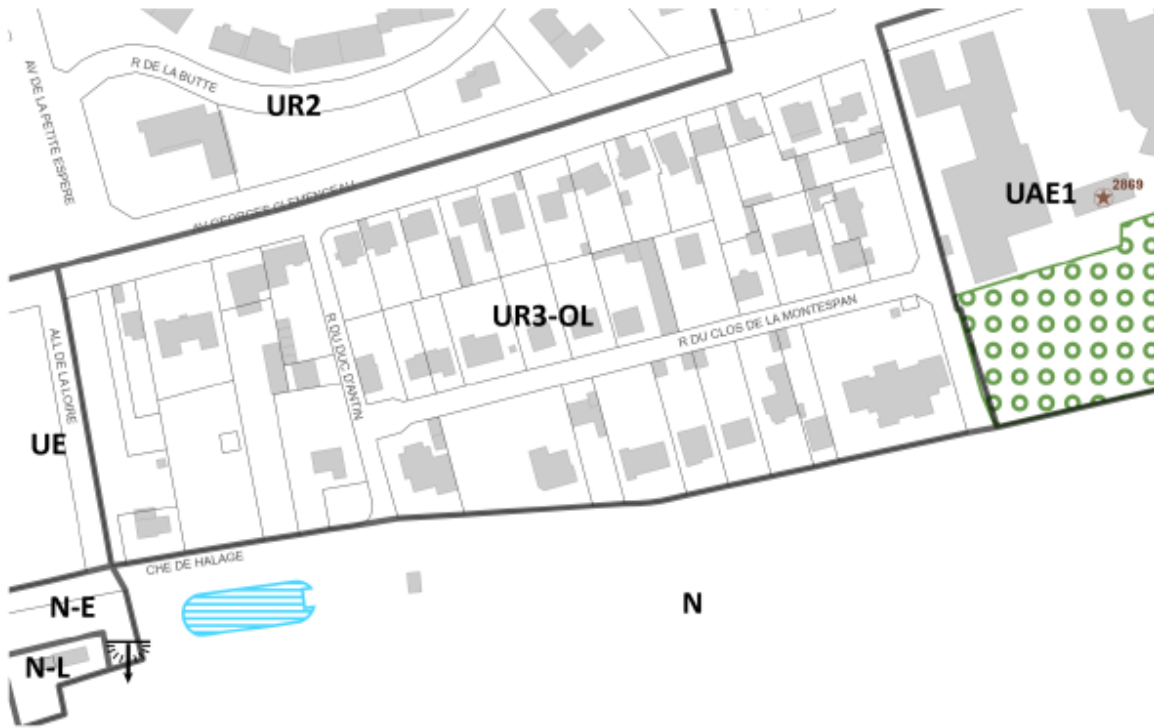 R DE LA BUTTE
AV DE LA PETITE ESPERE
UR2
UAE1
2869
AV GEORGES CLEMENCEAU
UR3-OL
R DU CLOS DE LA MONTESPAN
R DU DUC D'ANTIN
ALL DE LA LOIRE
UE
CHE DE HALAGE
N-E
N
N-L